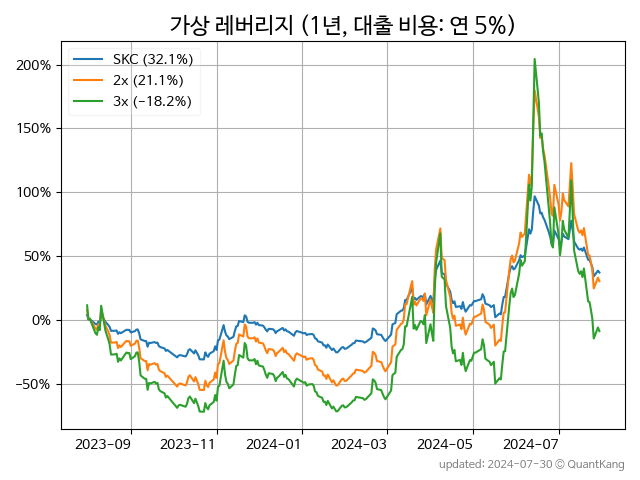 가상 레버리지 (1년, 대출 비용: 연 5%)
SKC (32.1%)
2x (21.1%)
3x (−18.2%)
200%
150%
100%
50%
0%
−50%
2023-09
2023-11
2024-01
2024-03
2024-05
2024-07
updated: 2024-07-30 © QuantKang